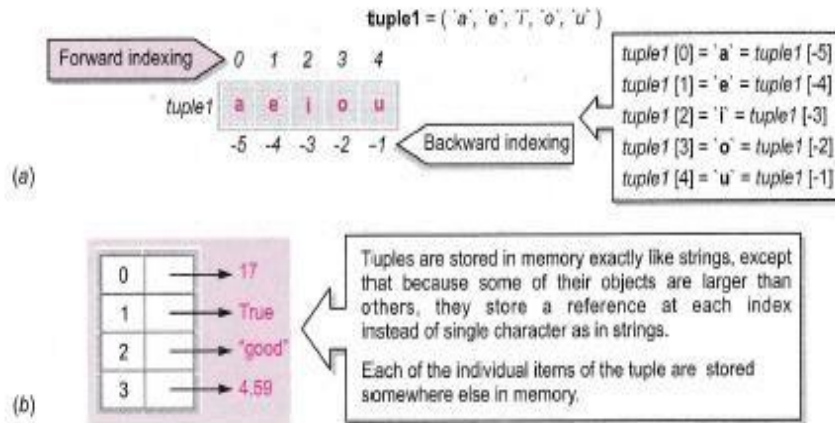 tuple1 = ( 'a', 'e', 'i', 'o', 'u' )
Forward indexing
0 1 2 3 4
tuple1 a e i o u
-5 -4 -3 -2 -1
Backward indexing
(a)
tuple1 [0] = 'a' = tuple1 [-5]
tuple1 [1] = 'e' = tuple1 [-4]
tuple1 [2] = 'i' = tuple1 [-3]
tuple1 [3] = 'o' = tuple1 [-2]
tuple1 [4] = 'u' = tuple1 [-1]
(b)
0 17
1 True
2 "good"
3 4.59
Tuples are stored in memory exactly like strings, except
that because some of their objects are larger than
others, they store a reference at each index
instead of single character as in strings.
Each of the individual items of the tuple are stored
somewhere else in memory.